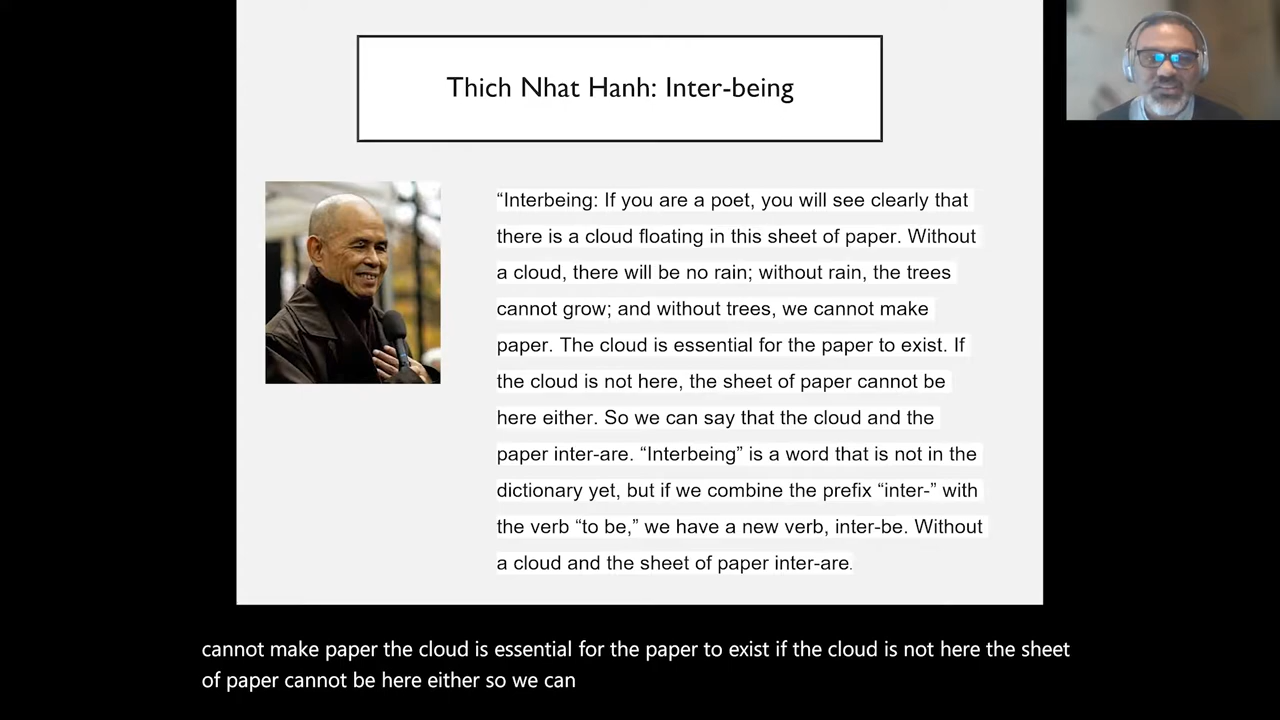 Thich Nhat Hanh: Inter-being
“Interbeing: If you are a poet, you will see clearly that
there is a cloud floating in this sheet of paper. Without
a cloud, there will be no rain; without rain, the trees
cannot grow; and without trees, we cannot make
paper. The cloud is essential for the paper to exist. If
the cloud is not here, the sheet of paper cannot be
here either. So we can say that the cloud and the
paper inter-are. “Interbeing” is a word that is not in the
dictionary yet, but if we combine the prefix “inter-” with
the verb “to be,” we have a new verb, inter-be. Without
a cloud and the sheet of paper inter-are.
cannot make paper the cloud is essential for the paper to exist if the cloud is not here the sheet
of paper cannot be here either so we can